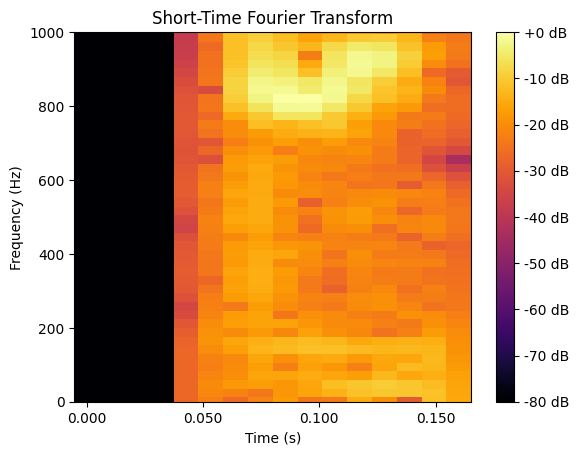 Short-Time Fourier Transform
1000
800
600
400
200
0
Frequency (Hz)
0.000
0.050
0.100
0.150
Time (s)
+0 dB
-10 dB
-20 dB
-30 dB
-40 dB
-50 dB
-60 dB
-70 dB
-80 dB